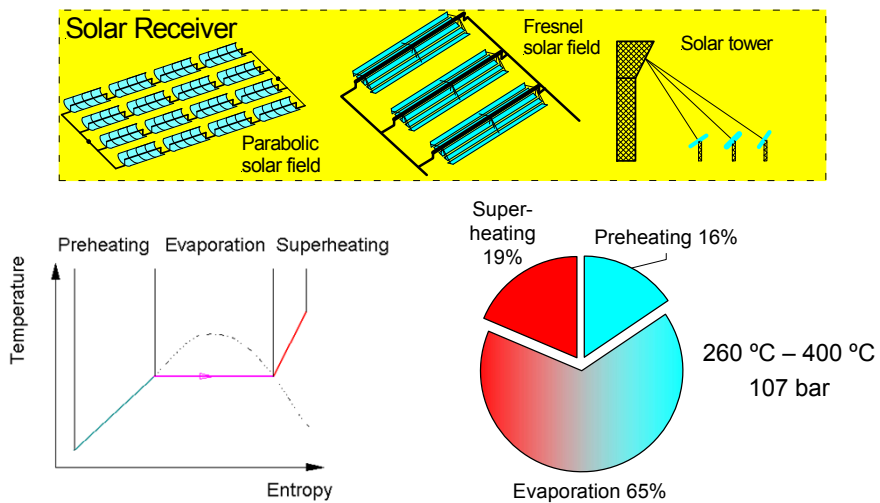 Solar Receiver
Fresnel
solar field
Solar tower
Parabolic
solar field
Preheating
Evaporation
Superheating
Temperature
Entropy
Super-
heating
19%
Preheating 16%
260 ºC – 400 ºC
107 bar
Evaporation 65%